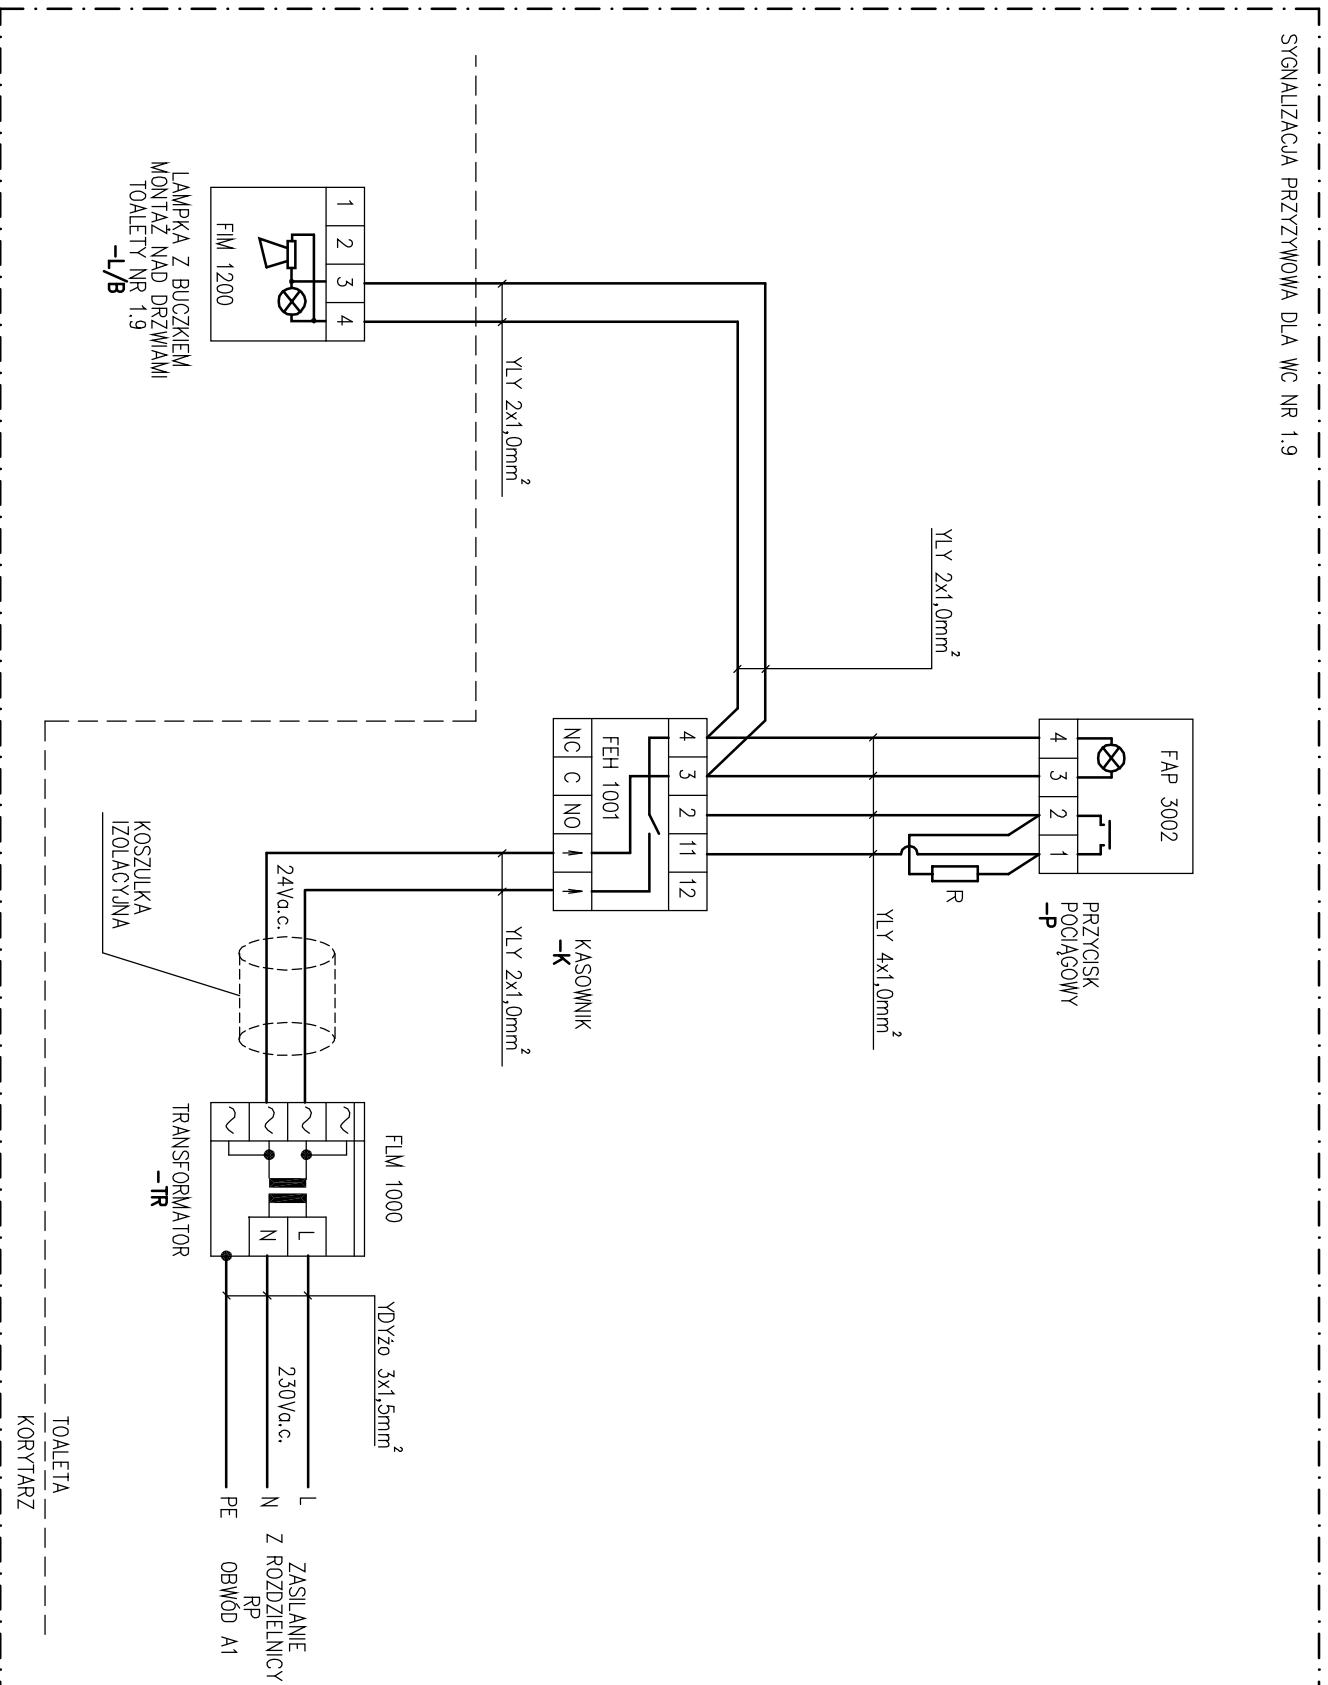 SYGNALIZACJA PRZYZYWOWA DLA WC NR 1.9
FAP 3002
4
3
2
1
R
PRZYCISK
POCIĄGOWY
-P
YLY 2x1,0mm²
YLY 4x1,0mm²
4
3
2
11
12
FEH 1001
NC
C
NO
KASOWNIK
-K
YLY 2x1,0mm²
YLY 2x1,0mm²
1
2
3
4
FIM 1200
LAMPKA Z BUCZKIEM
MONTAŻ NAD DRZWIAMI
TOALETY NR 1.9
-L/B
24Va.c.
KOSZULKA
IZOLACYJNA
FLM 1000
L
N
TRANSFORMATOR
-TR
YDYżo 3x1,5mm²
230Va.c.
L
N
PE
ZASILANIE
Z ROZDZIELNICY
RP
OBWÓD A1
TOALETA
KORYTARZ